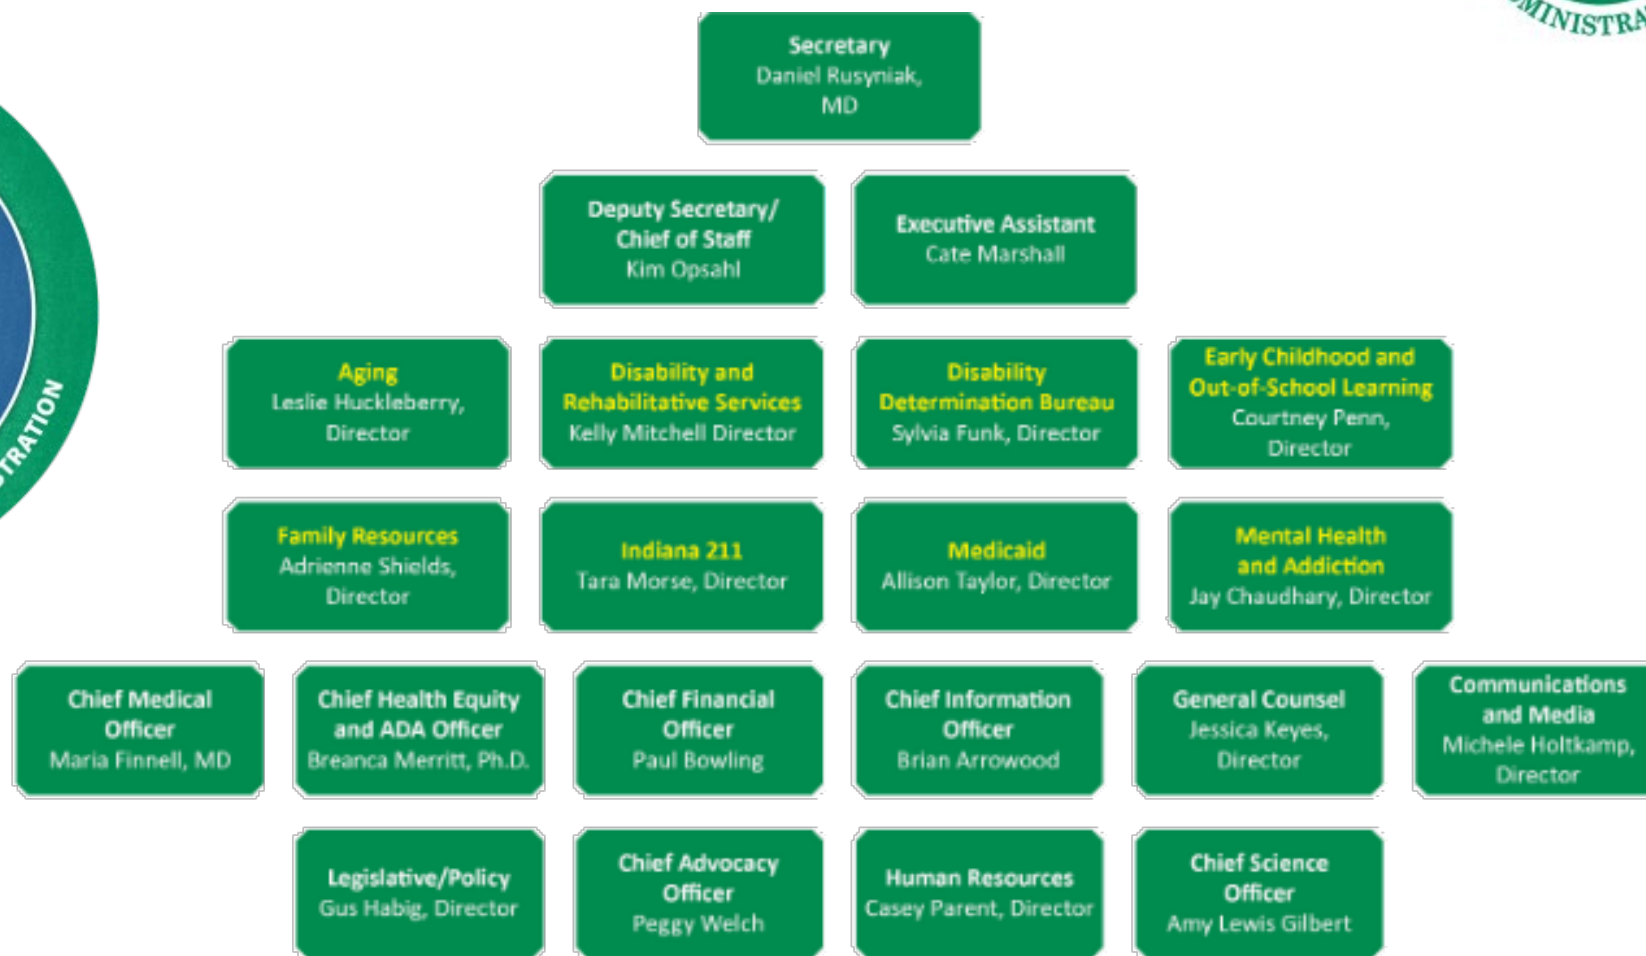 MINISTRA
STRATION
Secretary
Daniel Rusyniak,
MD
Deputy Secretary/
Chief of Staff
Kim Opsahl
Executive Assistant
Cate Marshall
Aging
Leslie Huckleberry,
Director
Disability and
Rehabilitative Services
Kelly Mitchell Director
Disability
Determination Bureau
Sylvia Funk, Director
Early Childhood and
Out-of-School Learning
Courtney Penn,
Director
Family Resources
Adrienne Shields,
Director
Indiana 211
Tara Morse, Director
Medicaid
Allison Taylor, Director
Mental Health
and Addiction
Jay Chaudhary, Director
Chief Medical
Officer
Maria Finnell, MD
Chief Health Equity
and ADA Officer
Breanca Merritt, Ph.D.
Chief Financial
Officer
Paul Bowling
Chief Information
Officer
Brian Arrowood
General Counsel
Jessica Keyes,
Director
Communications
and Media
Michele Holtkamp,
Director
Legislative/Policy
Gus Habig, Director
Chief Advocacy
Officer
Peggy Welch
Human Resources
Casey Parent, Director
Chief Science
Officer
Amy Lewis Gilbert